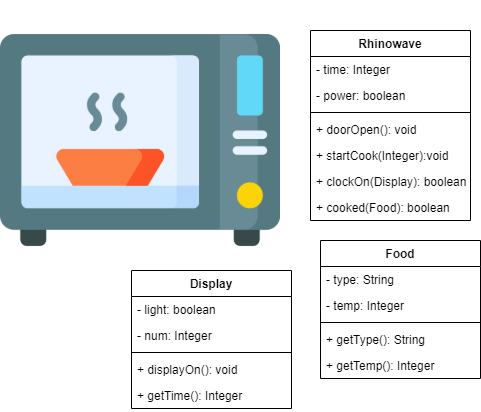 Rhinowave
- time: Integer
- power: boolean
+ doorOpen(): void
+ startCook(Integer):void
+ clockOn(Display): boolean
+ cooked(Food): boolean
Display
- light: boolean
- num: Integer
+ displayOn(): void
+ getTime(): Integer
Food
- type: String
- temp: Integer
+ getType(): String
+ getTemp(): Integer